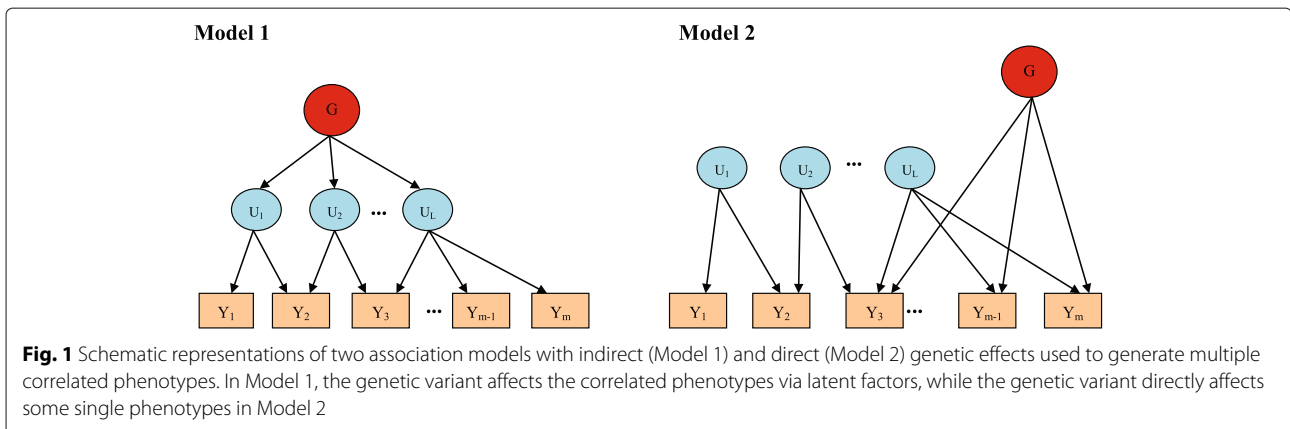 Model 1
Model 2
G
G
U1 U2 ... UL
U1 U2 ... UL
Y1 Y2 Y3 ... Ym-1 Ym
Y1 Y2 Y3 ... Ym-1 Ym
Fig. 1 Schematic representations of two association models with indirect (Model 1) and direct (Model 2) genetic effects used to generate multiple
correlated phenotypes. In Model 1, the genetic variant affects the correlated phenotypes via latent factors, while the genetic variant directly affects
some single phenotypes in Model 2